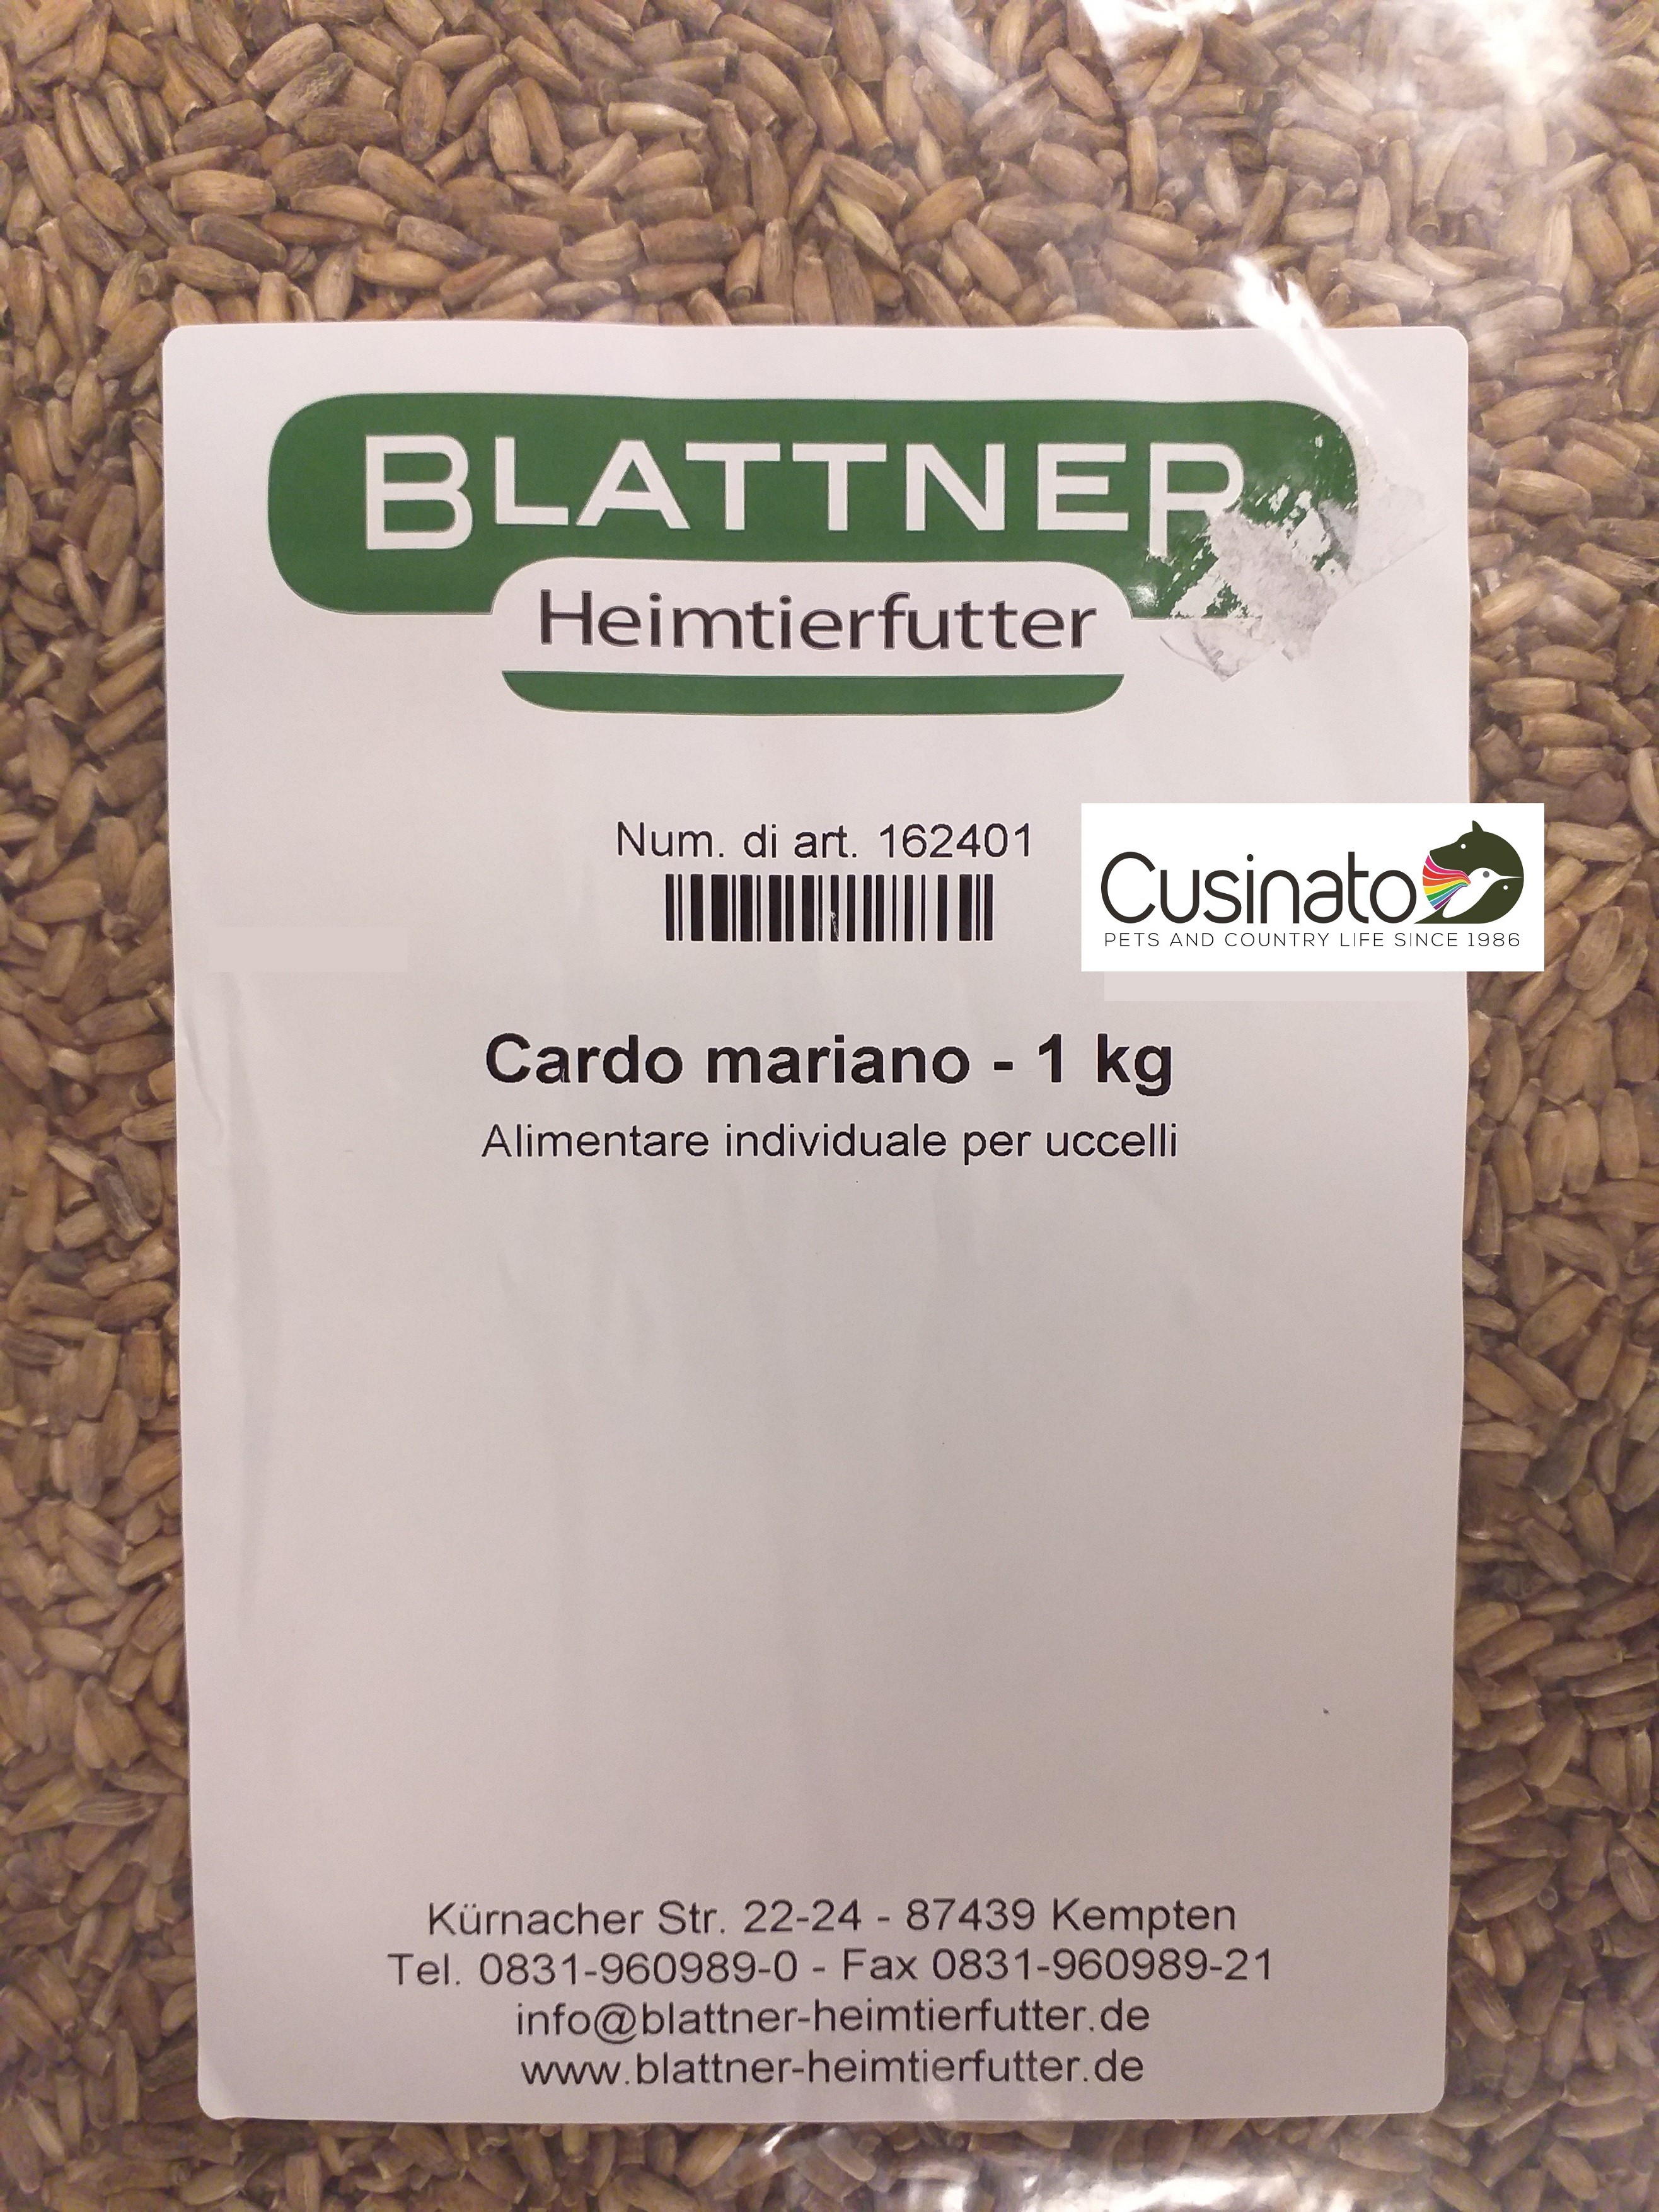 BLATTNER
Heimtierfutter
Num. di art. 162401
Cusinato
PETS AND COUNTRY LIFE SINCE 1986
Cardo mariano - 1 kg
Alimentare individuale per uccelli
Kürnacher Str. 22-24 - 87439 Kempten
Tel. 0831-960989-0 - Fax 0831-960989-21
info@blattner-heimtierfutter.de
www.blattner-heimtierfutter.de